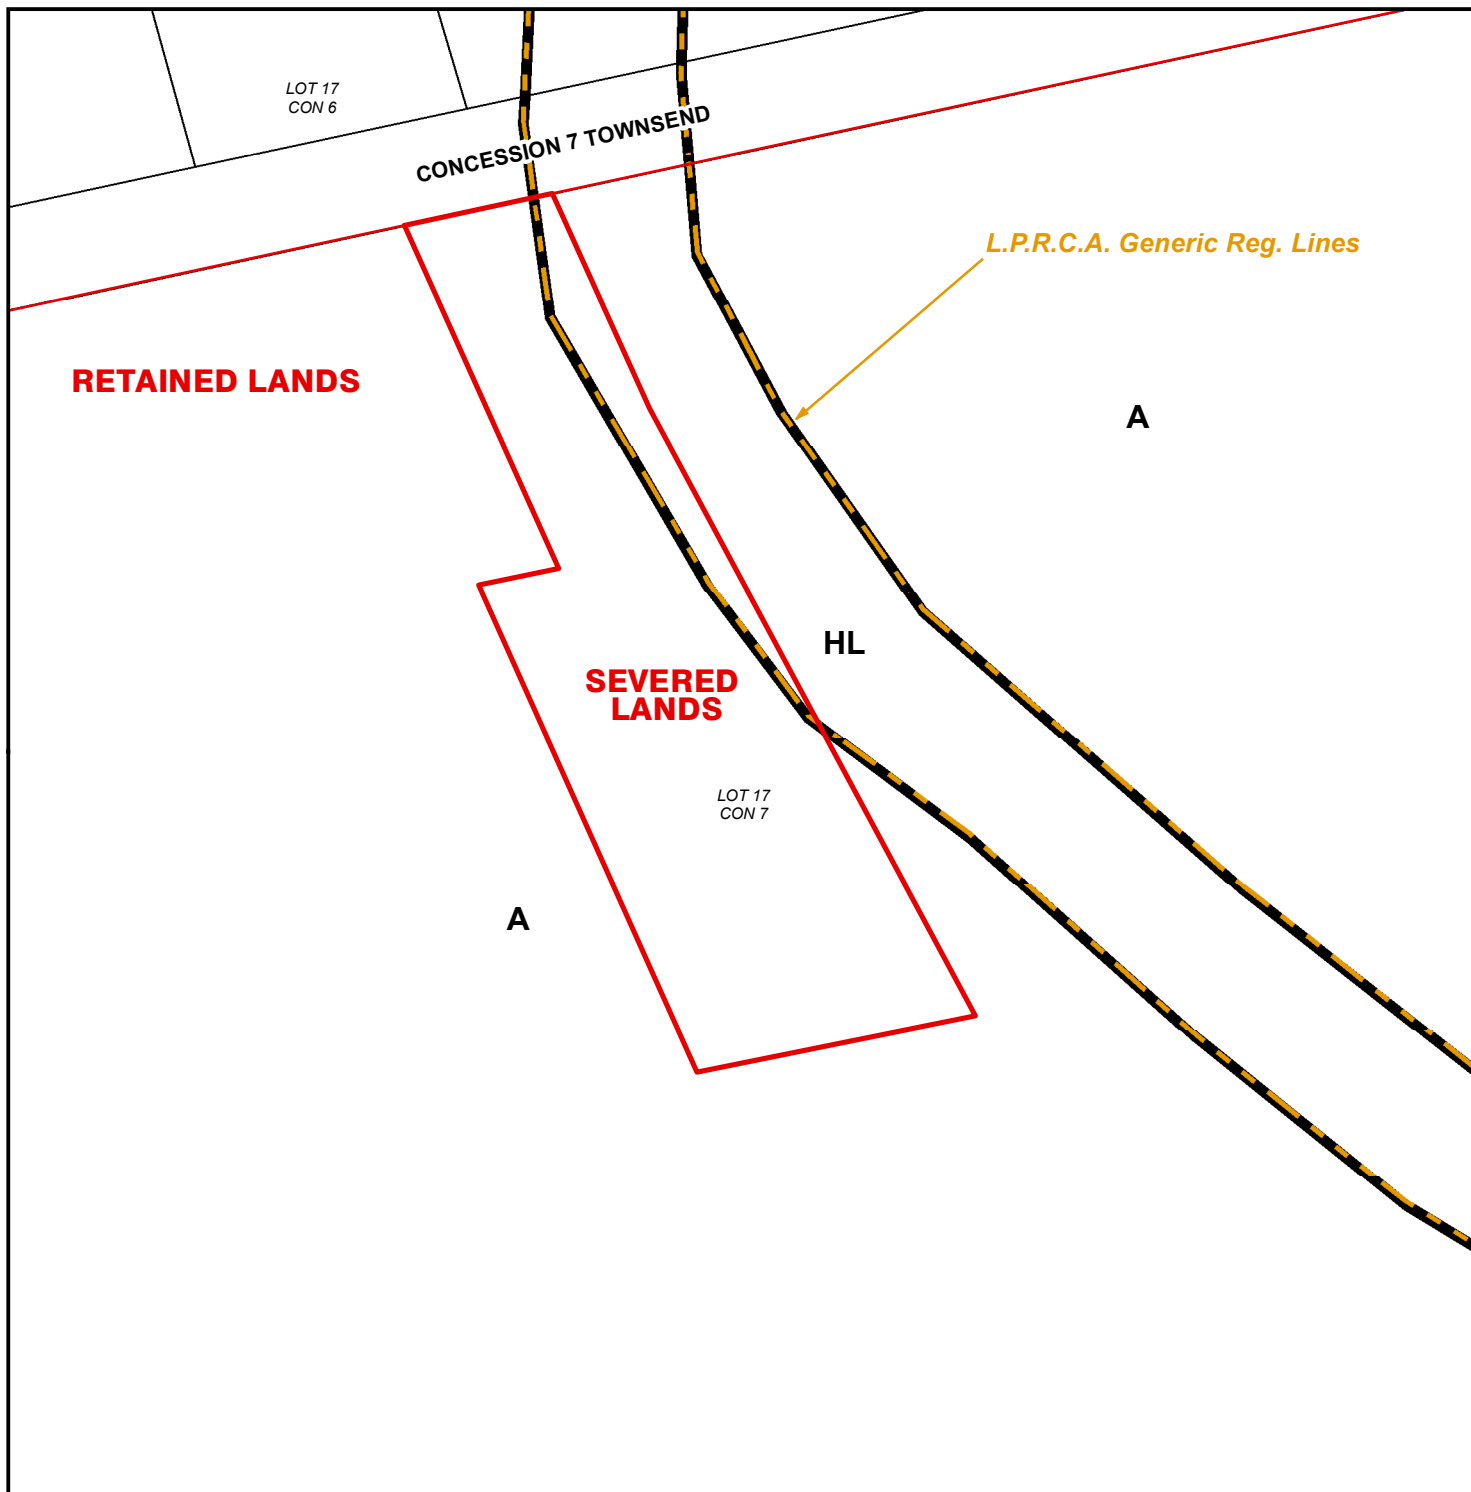 LOT 17
CON 6
CONCESSION 7 TOWNSEND
L.P.R.C.A. Generic Reg. Lines
RETAINED LANDS
A
HL
SEVERED
LANDS
LOT 17
CON 7
A